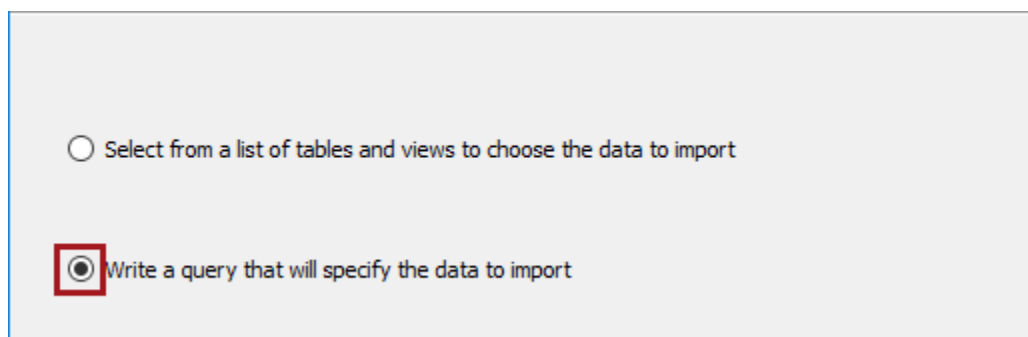 Select from a list of tables and views to choose the data to import
Write a query that will specify the data to import